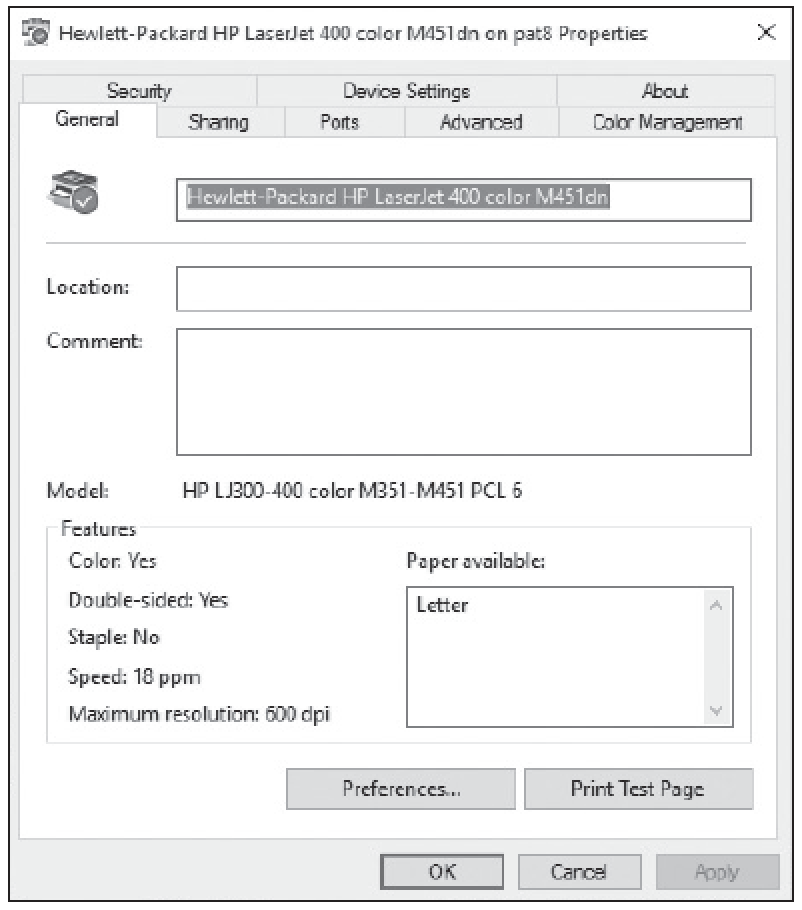 Hewlett-Packard HP LaserJet 400 color M451dn on pat8 Properties
Security Device Settings About
General Sharing Ports Advanced Color Management
Hewlett-Packard HP LaserJet 400 color M451dn
Location:
Comment:
Model: HP LJ300-400 color M351-M451 PCL 6
Features
Color: Yes Paper available:
Double-sided: Yes Letter
Staple: No
Speed: 18 ppm
Maximum resolution: 600 dpi
Preferences... Print Test Page
OK Cancel Apply